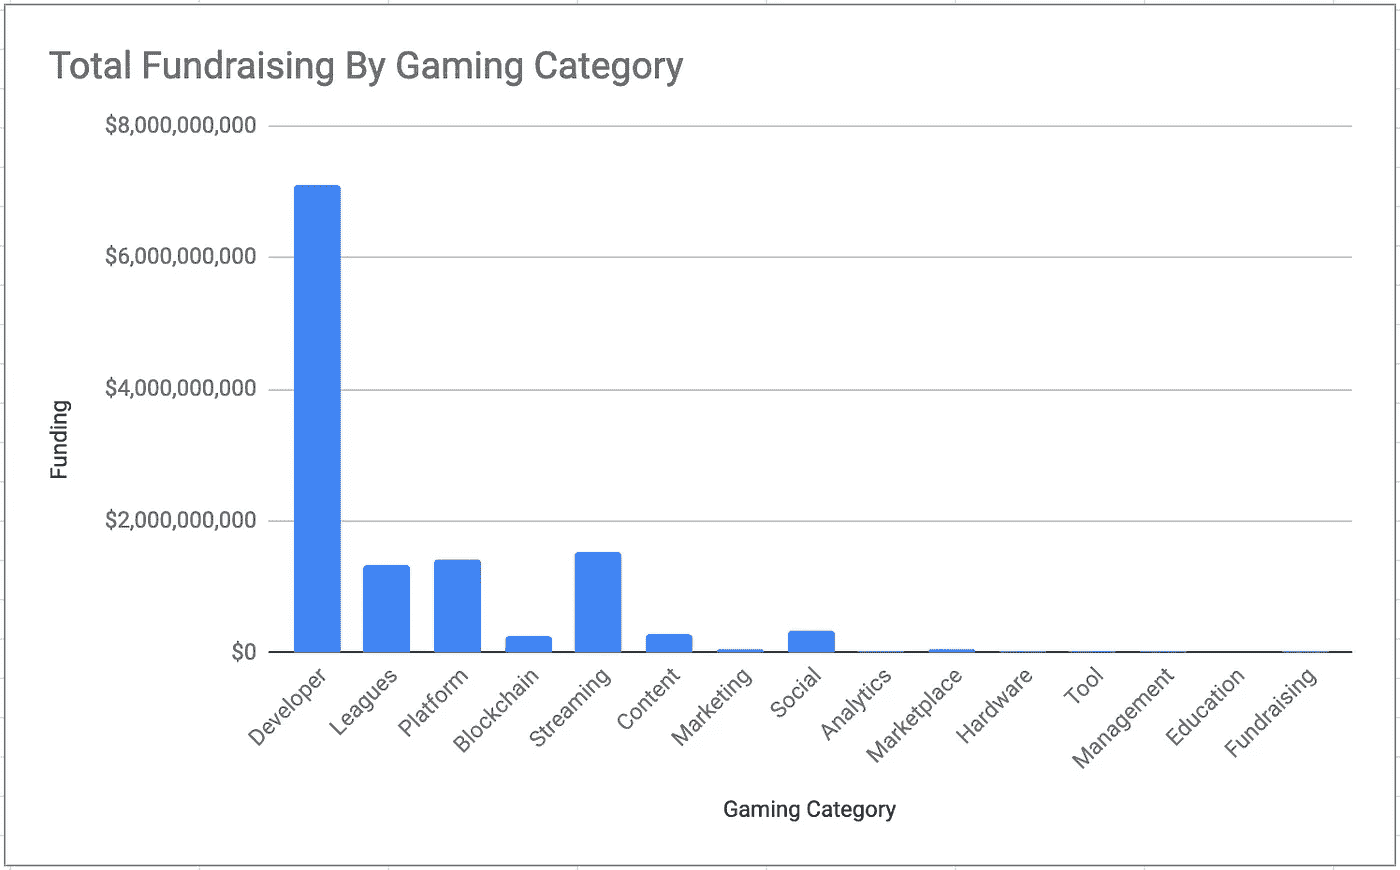 Total Fundraising By Gaming Category
$8,000,000,000
$6,000,000,000
$4,000,000,000
$2,000,000,000
$0
Funding
Developer
Leagues
Platform
Blockchain
Streaming
Content
Marketing
Social
Analytics
Marketplace
Hardware
Tool
Management
Education
Fundraising
Gaming Category